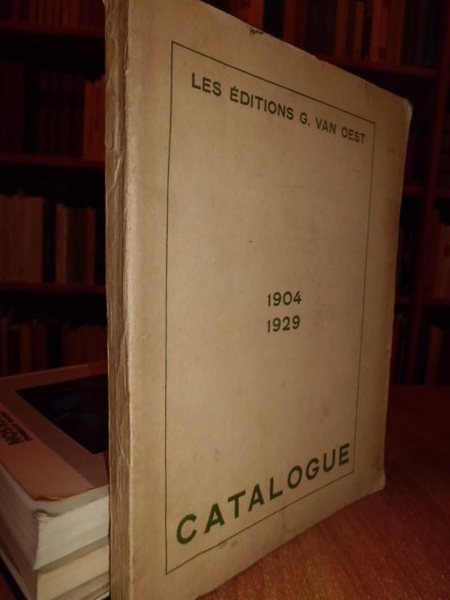 LES ÉDITIONS G. VAN OEST
1904
1929
CATALOGUE